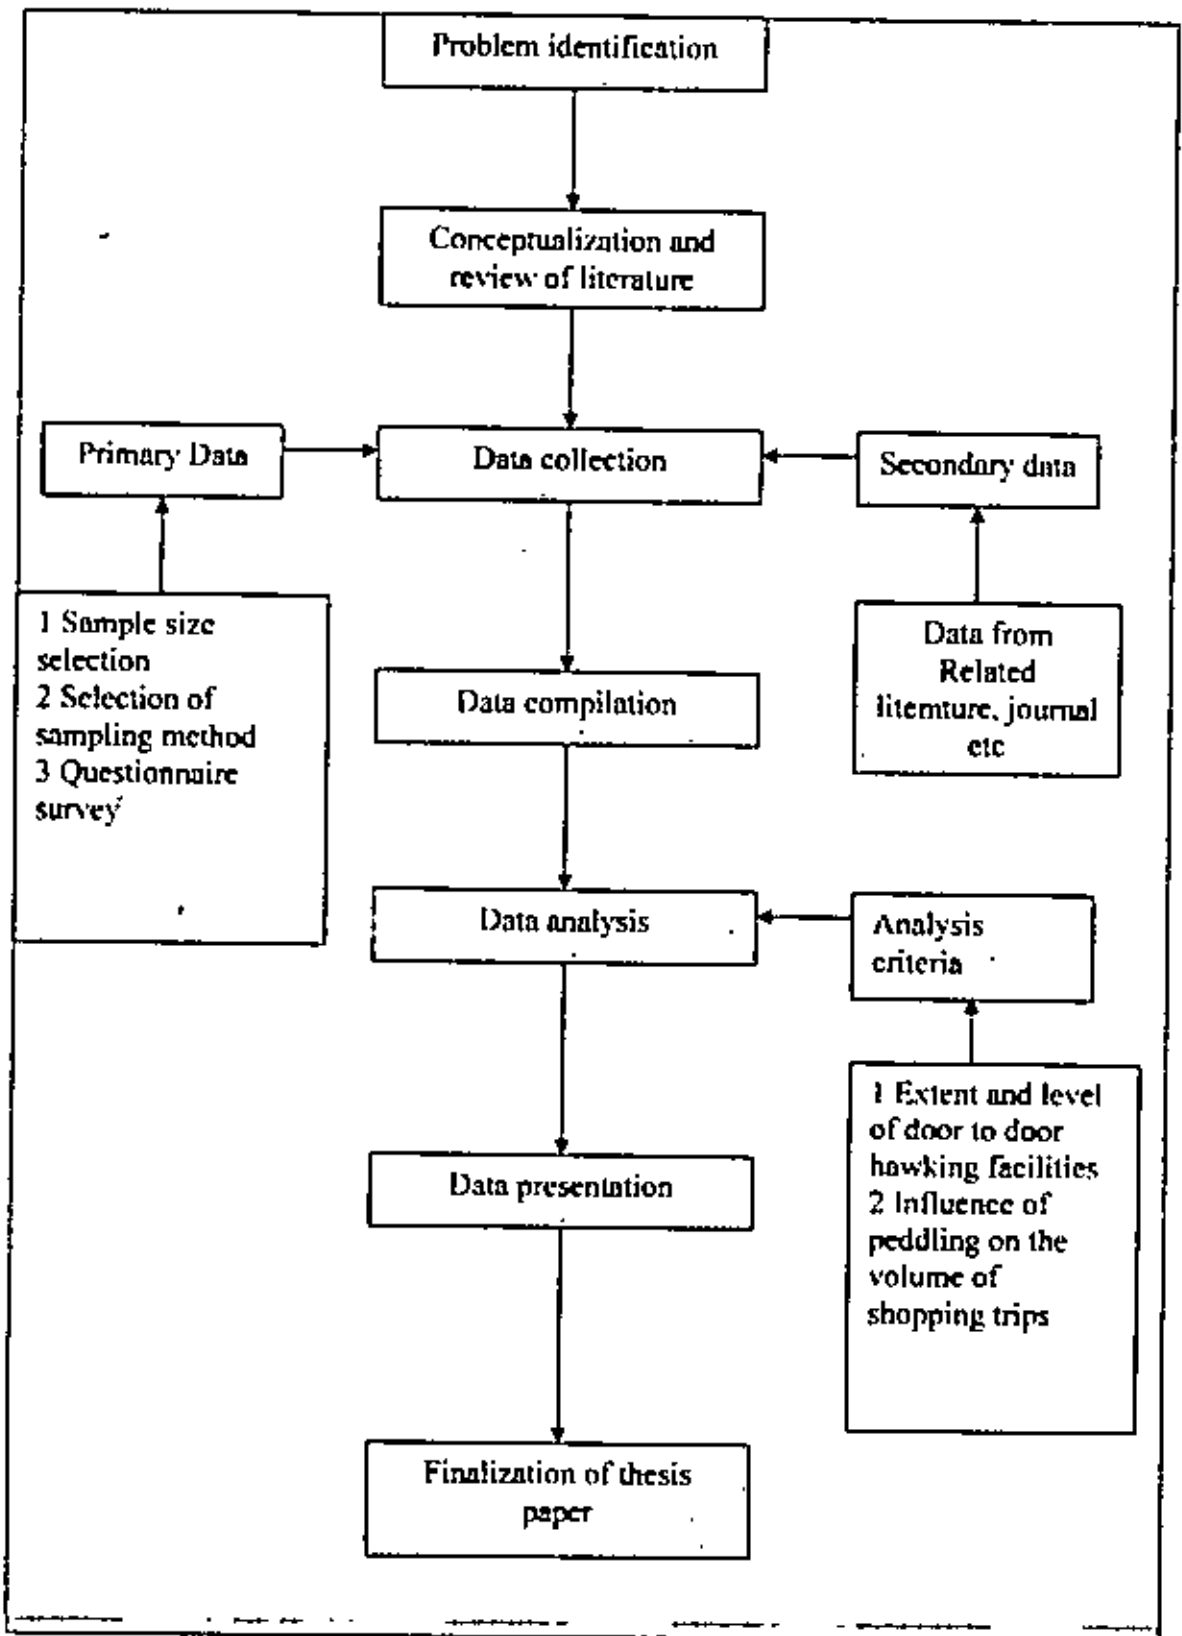 Problem identification
Conceptualization and
review of literature
Primary Data
Data collection
Secondary data
1 Sample size
selection
2 Selection of
sampling method
3 Questionnaire
survey
Data from
Related
literature, journal
etc
Data compilation
Data analysis
Analysis
criteria
1 Extent and level
of door to door
hawking facilities
2 Influence of
peddling on the
volume of
shopping trips
Data presentation
Finalization of thesis
paper